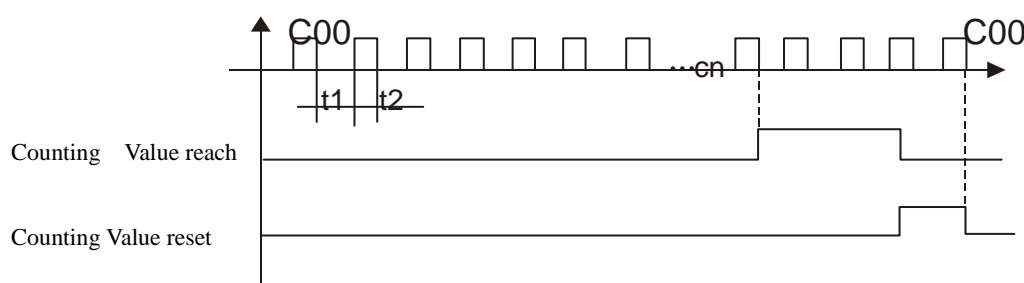 C00 C00
…cn
t1 t2
Counting Value reach
Counting Value reset